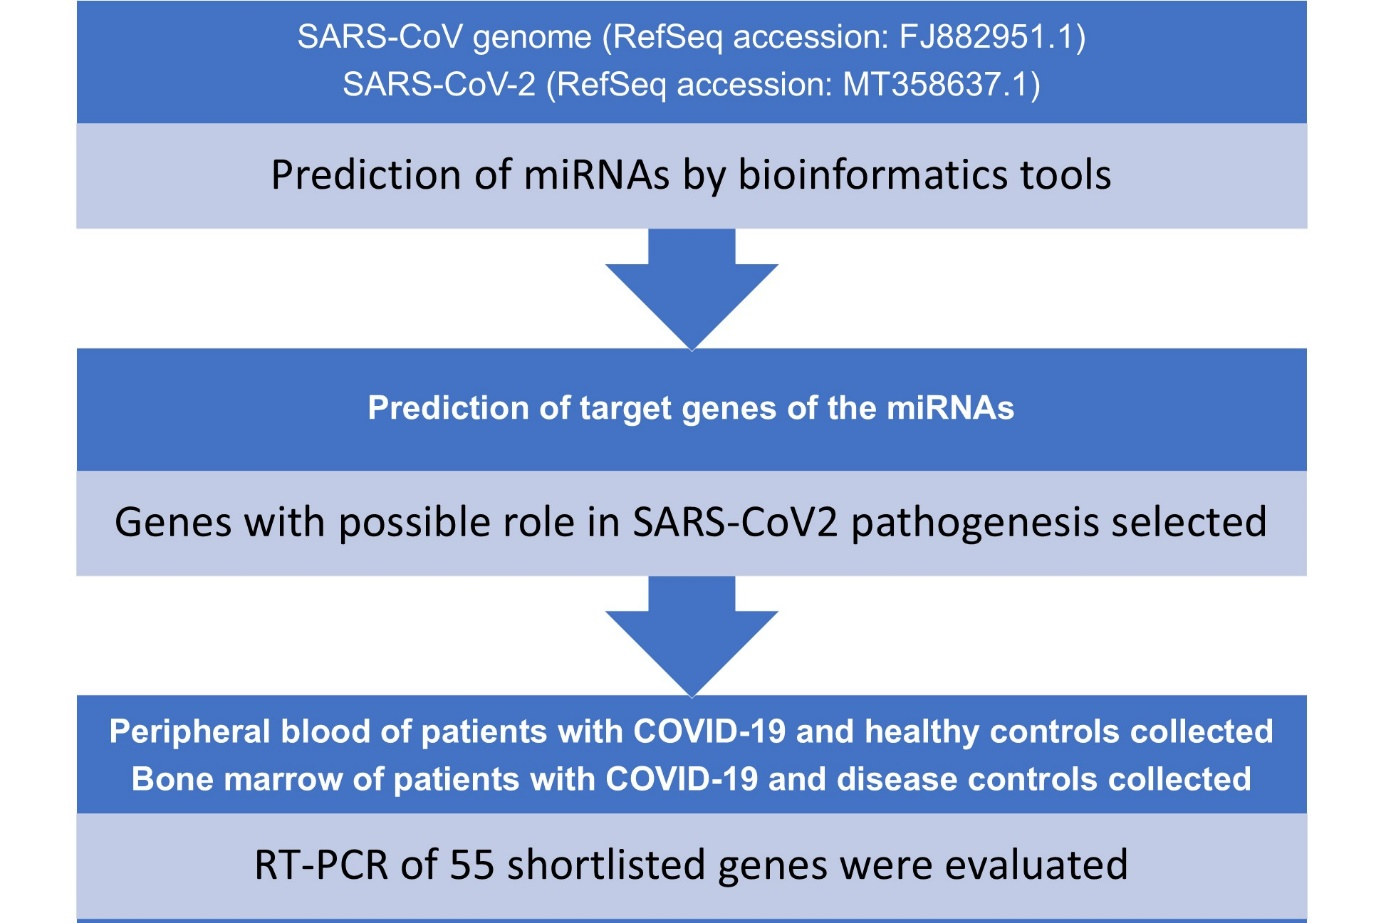 SARS-CoV genome (RefSeq accession: FJ882951.1)
SARS-CoV-2 (RefSeq accession: MT358637.1)
Prediction of miRNAs by bioinformatics tools
Prediction of target genes of the miRNAs
Genes with possible role in SARS-CoV2 pathogenesis selected
Peripheral blood of patients with COVID-19 and healthy controls collected
Bone marrow of patients with COVID-19 and disease controls collected
RT-PCR of 55 shortlisted genes were evaluated